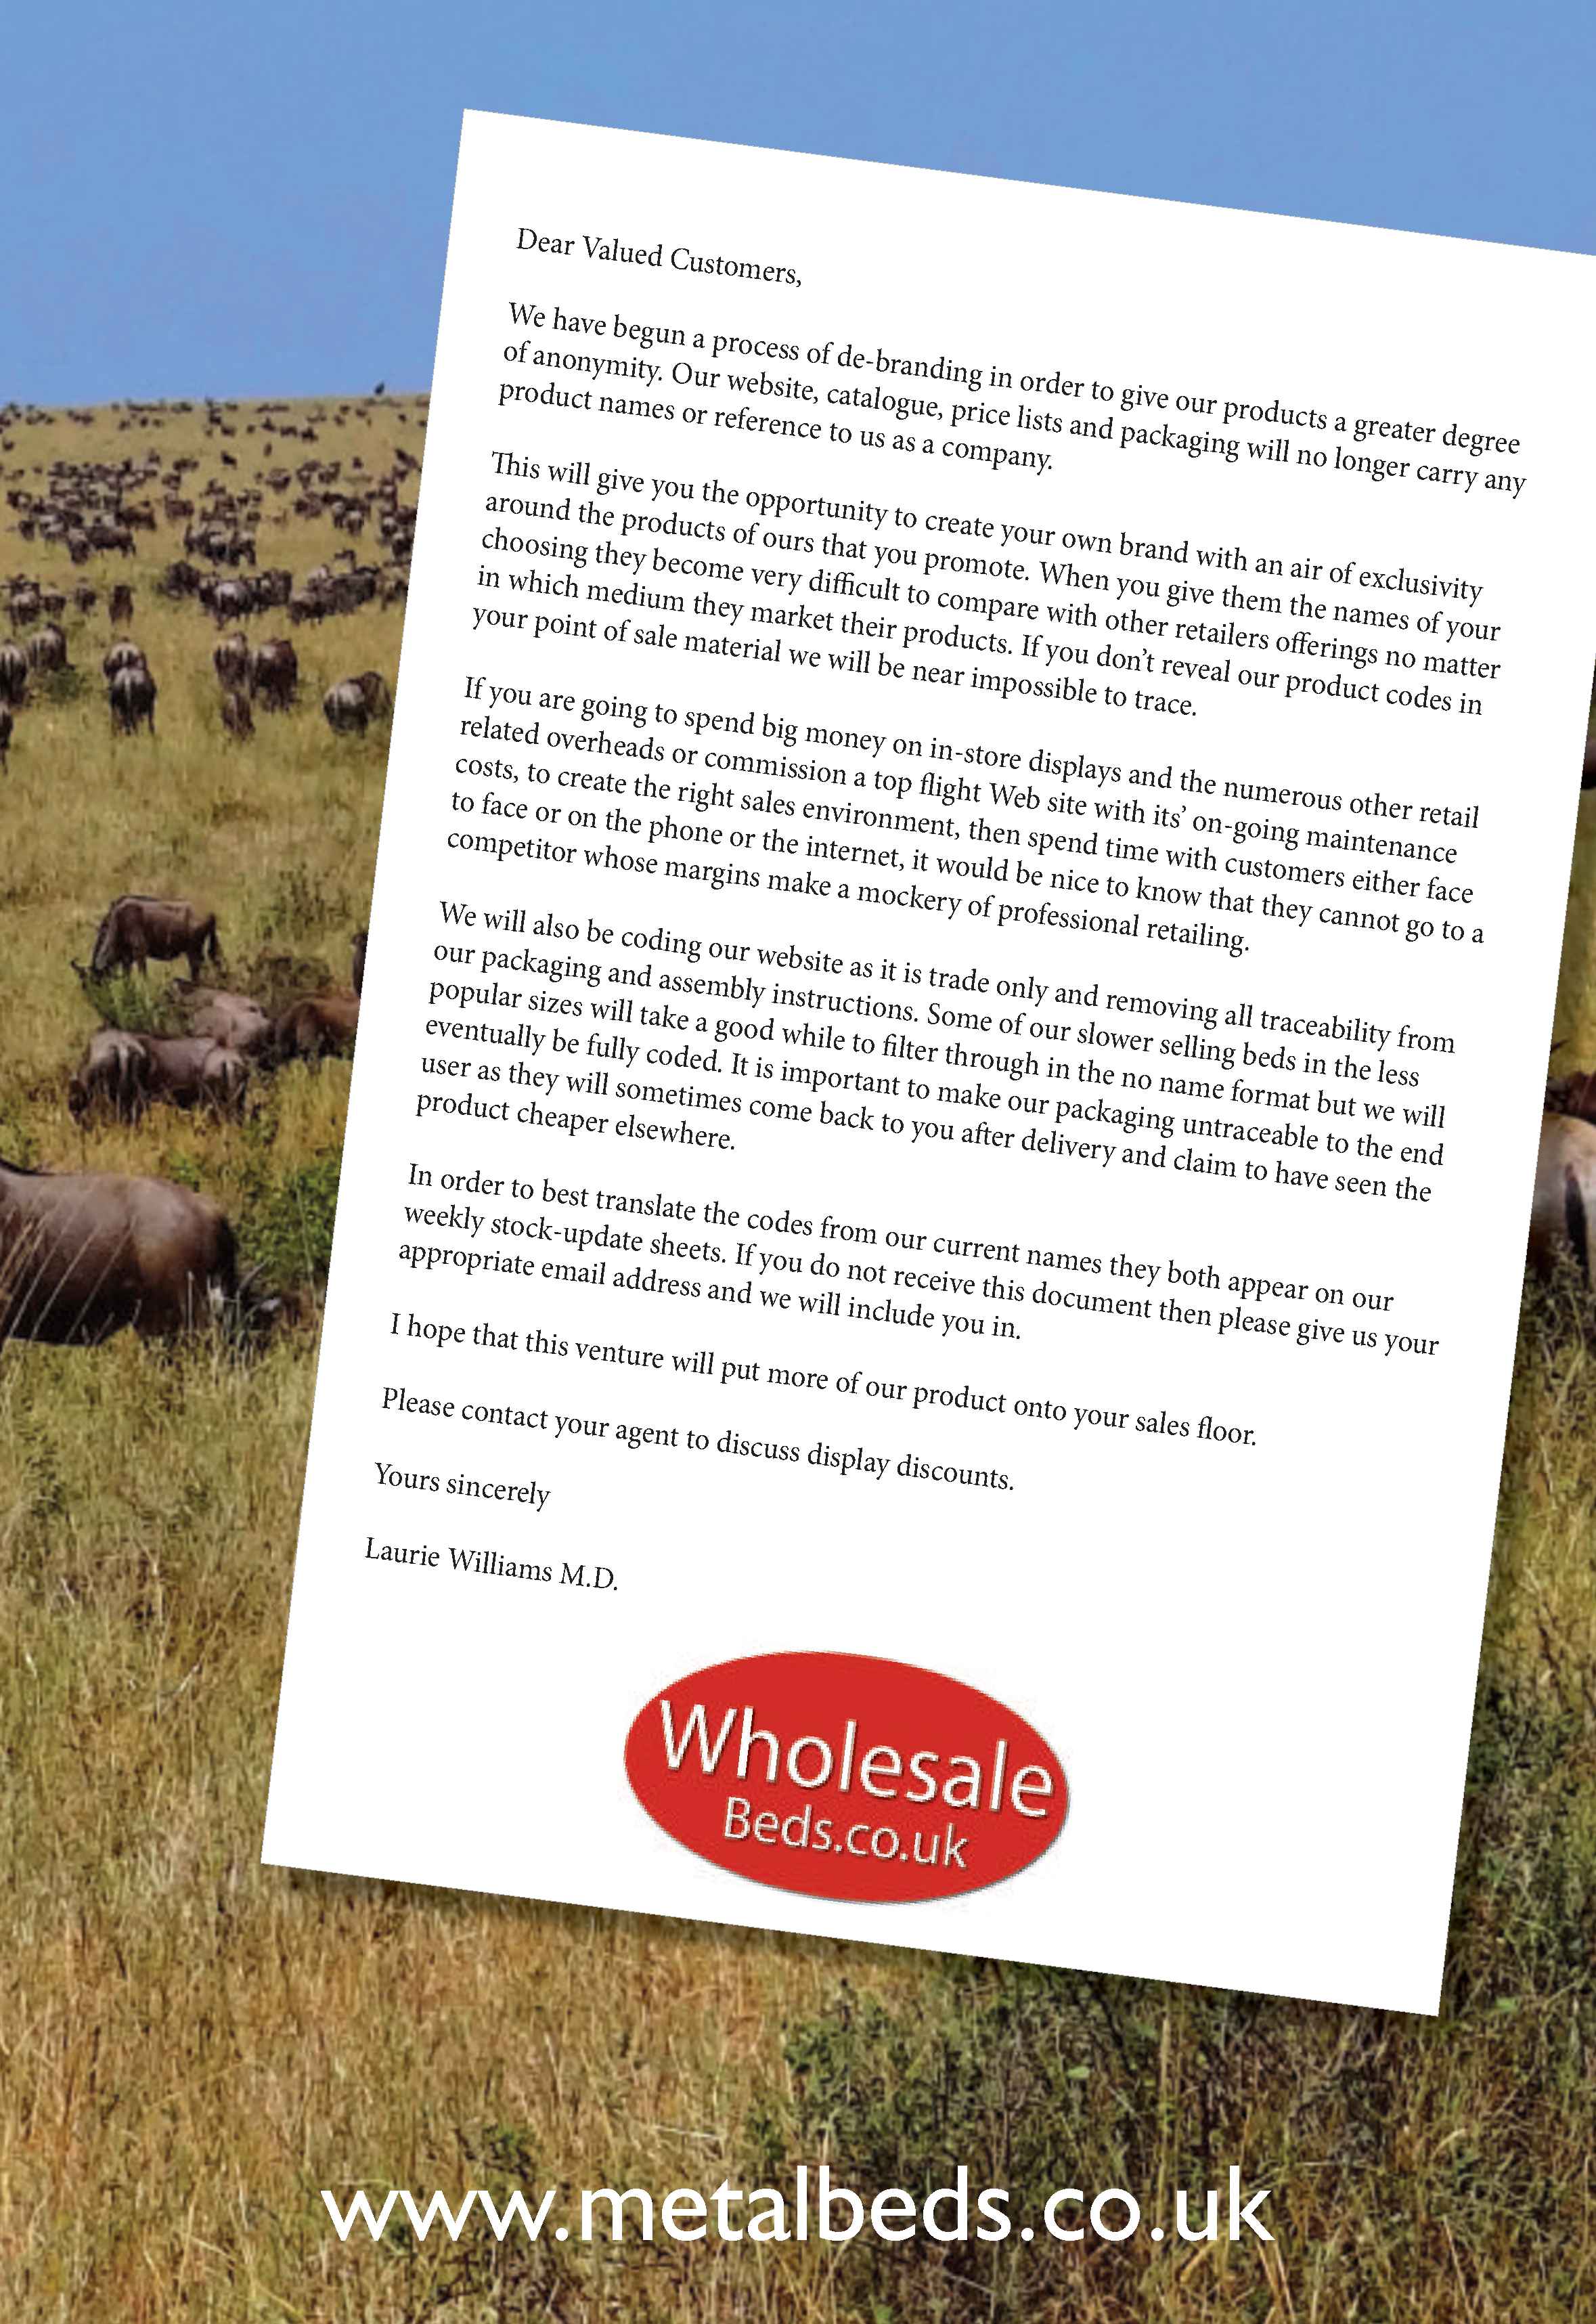 Dear Valued Customers,
We have begun a process of de-branding in order to give our products a greater degree
of anonymity. Our website, catalogue, price lists and packaging will no longer carry any
product names or reference to us as a company.
This will give you the opportunity to create your own brand with an air of exclusivity
around the products of ours that you promote. When you give them the names of your
choosing they become very difficult to compare with other retailers offerings no matter
in which medium they market their products. If you don't reveal our product codes in
your point of sale material we will be near impossible to trace.
If you are going to spend big money on in-store displays and the numerous other retail
related overheads or commission a top flight Web site with its' on-going maintenance
costs, to create the right sales environment, then spend time with customers either face
to face or on the phone or the internet, it would be nice to know that they cannot go to a
competitor whose margins make a mockery of professional retailing.
We will also be coding our website as it is trade only and removing all traceability from
our packaging and assembly instructions. Some of our slower selling beds in the less
popular sizes will take a good while to filter through in the no name format but we will
eventually be fully coded. It is important to make our packaging untraceable to the end
user as they will sometimes come back to you after delivery and claim to have seen the
product cheaper elsewhere.
In order to best translate the codes from our current names they both appear on our
weekly stock-update sheets. If you do not receive this document then please give us your
appropriate email address and we will include you in.
I hope that this venture will put more of our product onto your sales floor.
Please contact your agent to discuss display discounts.
Yours sincerely
Laurie Williams M.D.
Wholesale
Beds.co.uk
www.metalbeds.co.uk